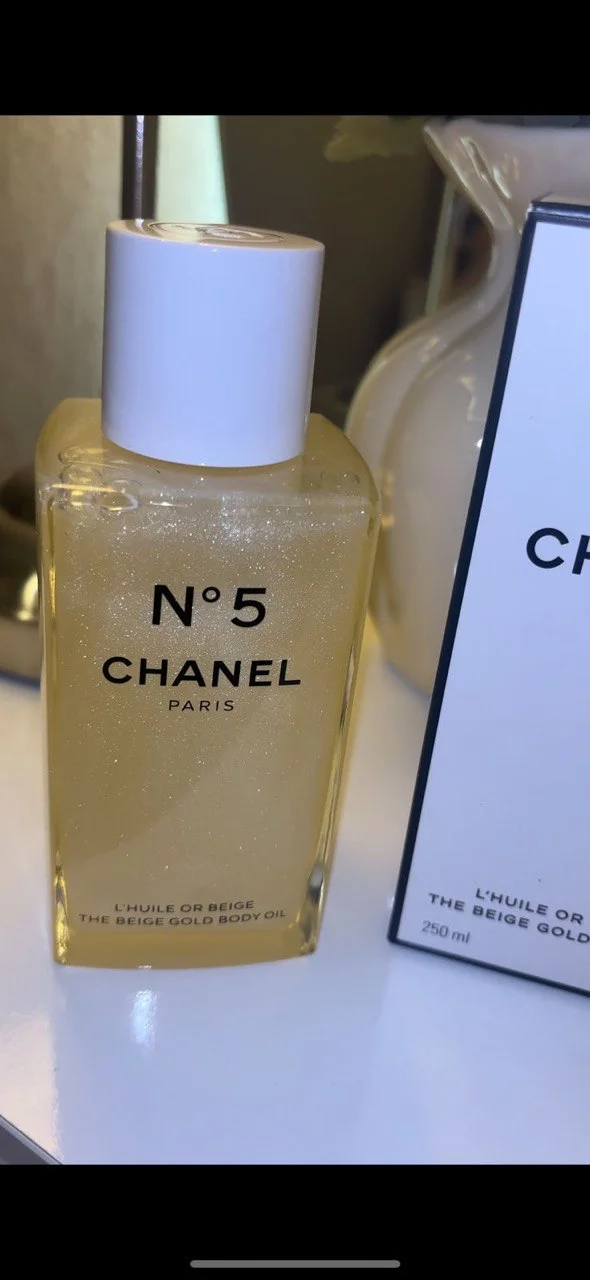 N° 5
CHANEL
PARIS
L'HUILE OR BEIGE
THE BEIGE GOLD BODY OIL
CH
L'HUILE OR
THE BEIGE GOLD
250 ml